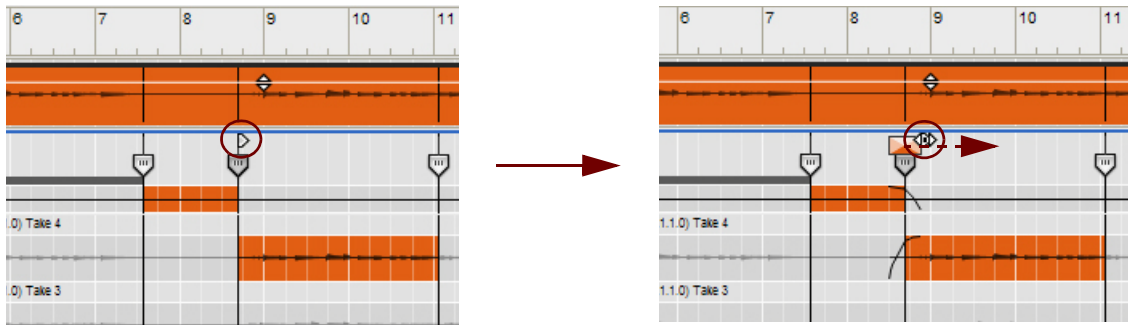 6 7 8 9 10 11
.0) Take 4
.0) Take 3
6 7 8 9 10 11
1.1.0) Take 4
1.1.0) Take 3